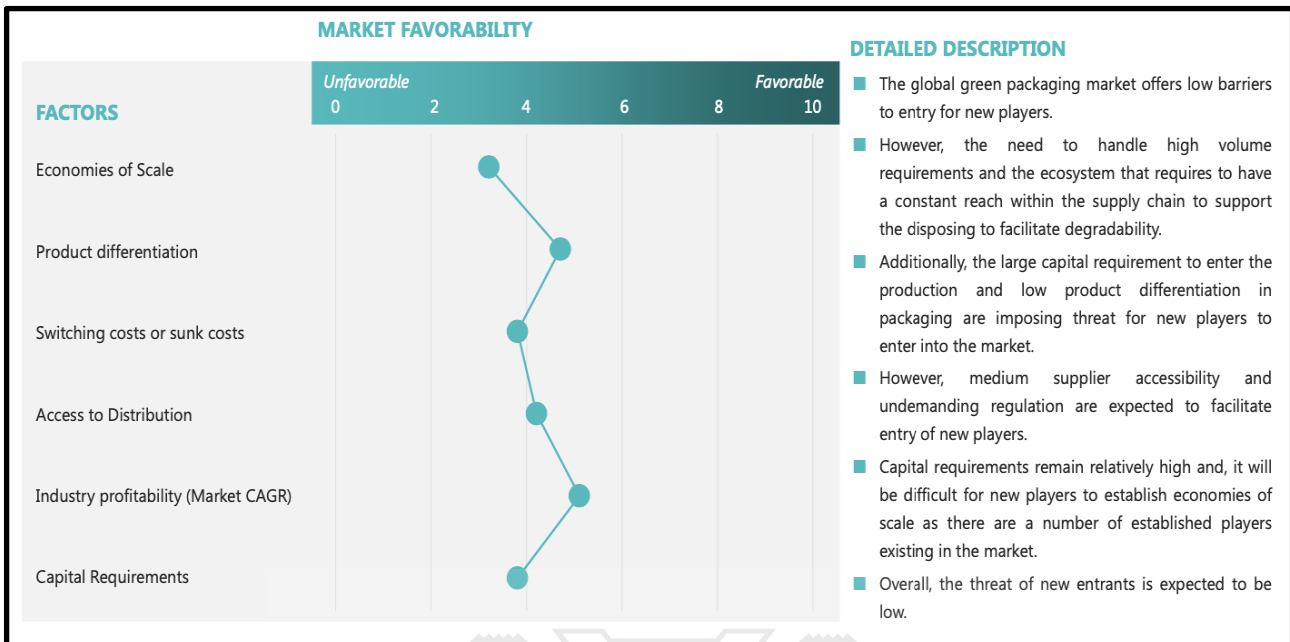 MARKET FAVORABILITY
Unfavorable
Favorable
0 2 4 6 8 10
FACTORS
Economies of Scale
Product differentiation
Switching costs or sunk costs
Access to Distribution
Industry profitability (Market CAGR)
Capital Requirements
DETAILED DESCRIPTION
The global green packaging market offers low barriers
to entry for new players.
However, the need to handle high volume
requirements and the ecosystem that requires to have
a constant reach within the supply chain to support
the disposing to facilitate degradability.
Additionally, the large capital requirement to enter the
production and low product differentiation in
packaging are imposing threat for new players to
enter into the market.
However, medium supplier accessibility and
undemanding regulation are expected to facilitate
entry of new players.
Capital requirements remain relatively high and, it will
be difficult for new players to establish economies of
scale as there are a number of established players
existing in the market.
Overall, the threat of new entrants is expected to be
low.